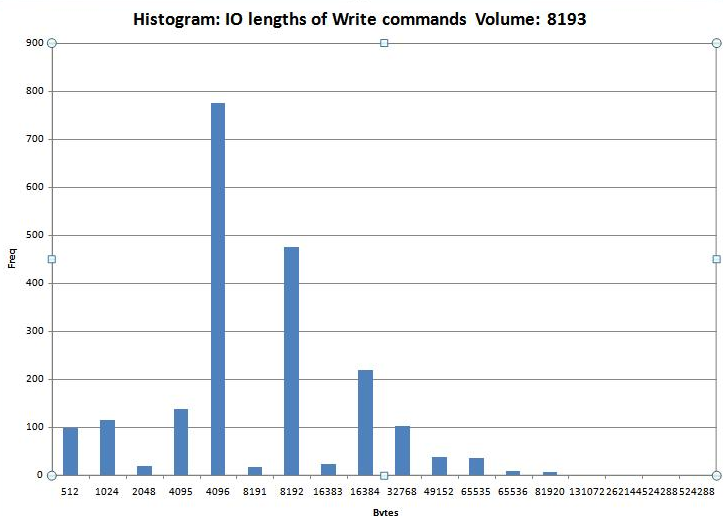 Histogram: IO lengths of Write commands Volume: 8193
900
800
700
600
500
400
300
200
100
0
Freq
512 1024 2048 4095 4096 8191 8192 16383 16384 32768 49152 65535 65536 81920 131072 262144 524288 524288
Bytes